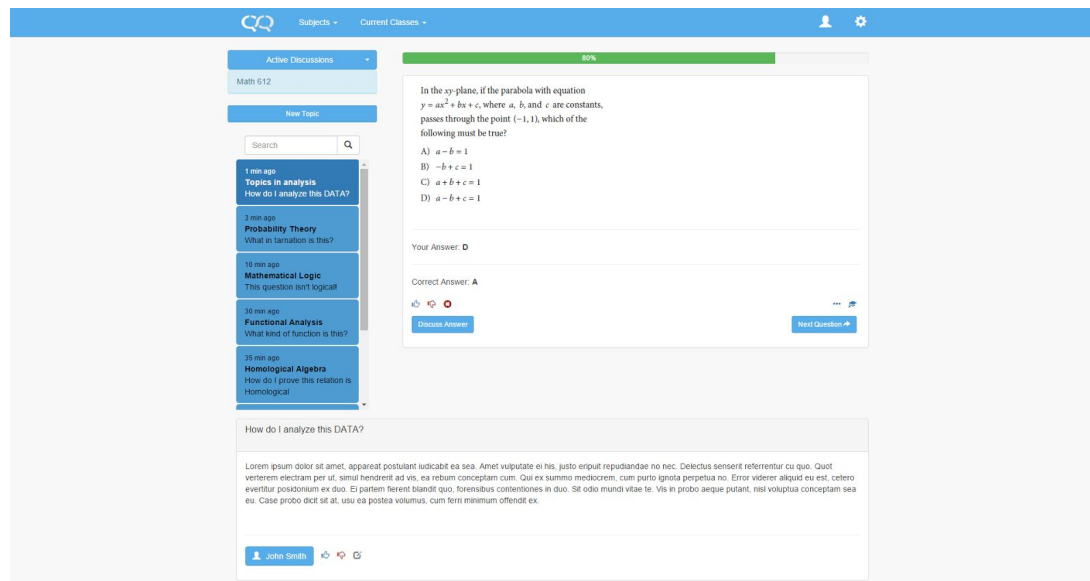 QQ Subjects Current Classes
Active Discussions
Math 612
New Topic
Search
1 min ago
Topics in analysis
How do I analyze this DATA?
3 min ago
Probability Theory
What in tarnation is this?
10 min ago
Mathematical Logic
This question isn't logical!!
30 min ago
Functional Analysis
What kind of function is this?
35 min ago
Homological Algebra
How do I prove this relation is
Homological
80%
In the xy-plane, if the parabola with equation
y = ax² + bx + c, where a, b, and c are constants,
passes through the point (−1, 1), which of the
following must be true?
A) a − b = 1
B) −b + c = 1
C) a + b + c = 1
D) a − b + c = 1
Your Answer: D
Correct Answer: A
Discuss Answer
Next Question
How do I analyze this DATA?
Lorem ipsum dolor sit amet, appareat postulant iudicabit ea sea. Amet vulputate ei his, justo eripuit repudiandae no nec. Delectus senserit referrentur cu quo. Quot
verterem electram per ut, simul hendrerit ad vis, ea rebum conceptam cum. Qui ex summo mediocrem, cum purto ignota perpetua no. Error viderer aliquid eu est, cetero
evertitur posidonium ex duo. Ei partem fierent blandit quo, forensibus contentiones in duo. Sit odio mundi vitae te. Vis in probo aeque putant, nisl voluptua conceptam sea
eu. Case probo dicit sit at, usu ea postea volumus, cum ferri minimum offendit ex.
John Smith